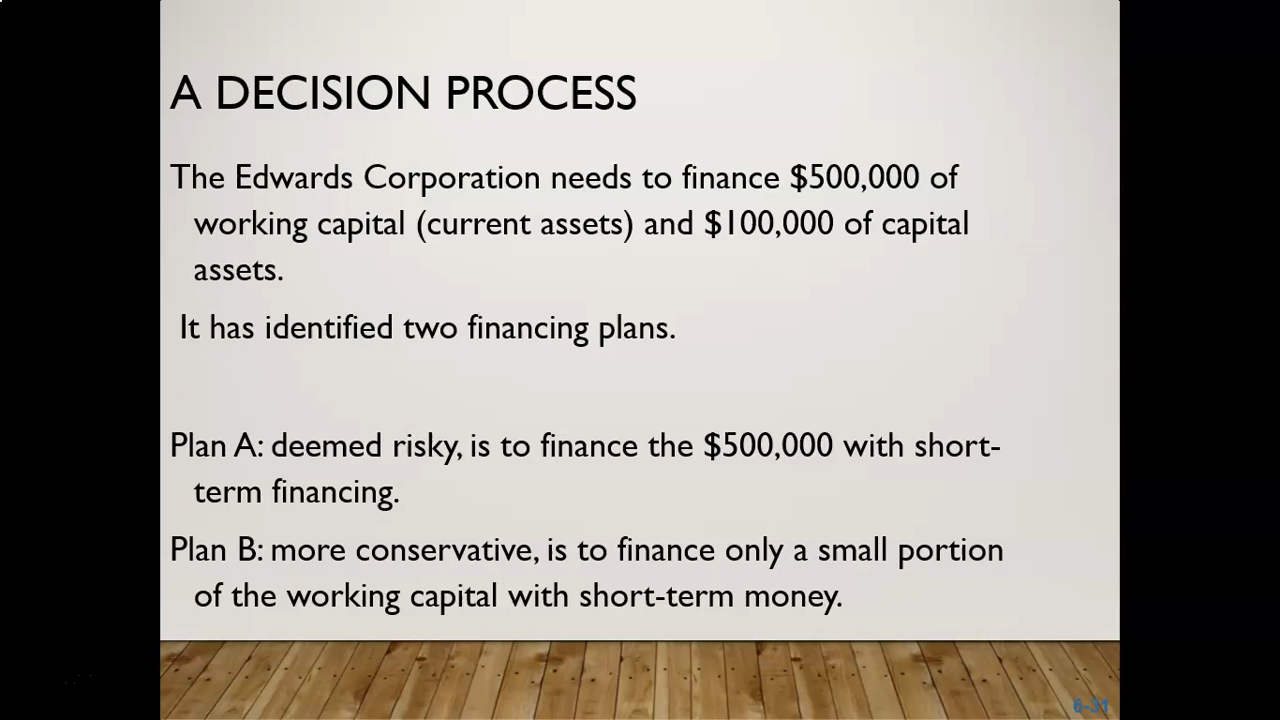 A DECISION PROCESS
The Edwards Corporation needs to finance $500,000 of
working capital (current assets) and $100,000 of capital
assets.
It has identified two financing plans.
Plan A: deemed risky, is to finance the $500,000 with short-
term financing.
Plan B: more conservative, is to finance only a small portion
of the working capital with short-term money.
6-31